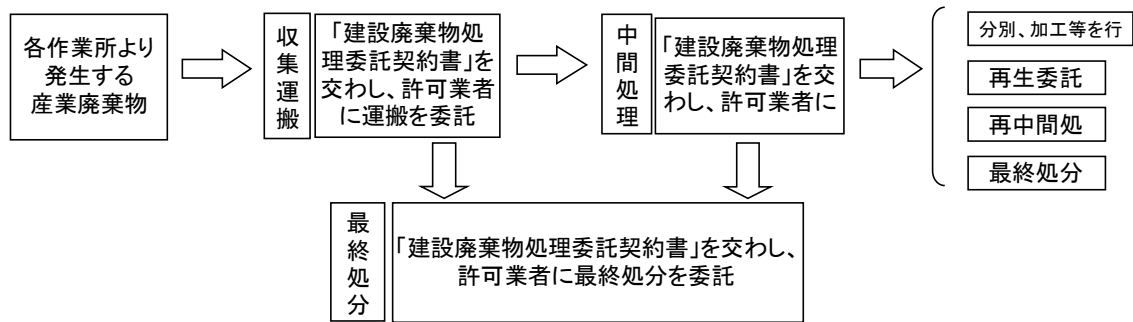 各作業所より
発生する
産業廃棄物
収集運搬
「建設廃棄物処
理委託契約書」を
交わし、許可業者
に運搬を委託
中間処理
「建設廃棄物処理
委託契約書」を交
わし、許可業者に
分別、加工等を行
再生委託
再中間処
最終処分
最終処分
「建設廃棄物処理委託契約書」を交わし、
許可業者に最終処分を委託